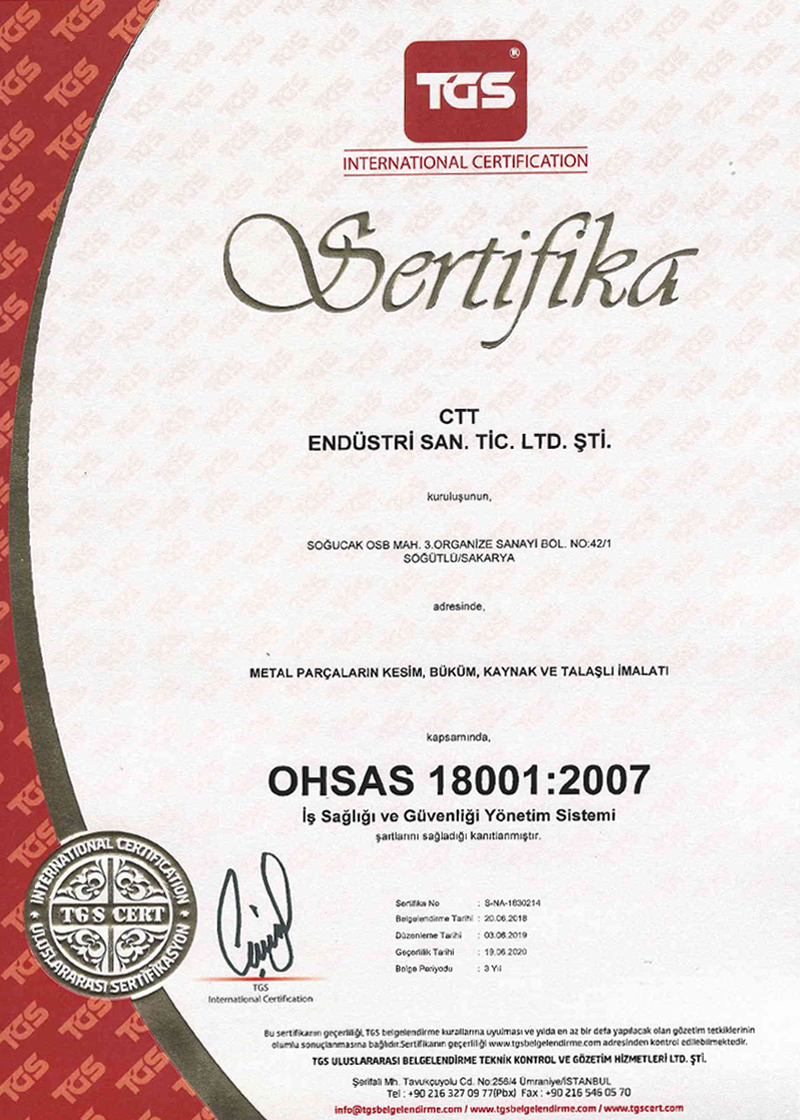 TGS®
INTERNATIONAL CERTIFICATION
Sertifika
CTT
ENDÜSTRİ SAN. TİC. LTD. ŞTİ.
kuruluşunun,
SOĞUCAK OSB MAH. 3.ORGANİZE SANAYİ BÖL. NO:42/1
SÖĞÜTLÜ/SAKARYA
adresinde,
METAL PARÇALARIN KESİM, BÜKÜM, KAYNAK VE TALAŞLI İMALATI
kapsamında,
OHSAS 18001:2007
İş Sağlığı ve Güvenliği Yönetim Sistemi
şartlarını sağladığı kanıtlanmıştır.
INTERNATIONAL CERTIFICATION
TGS CERT
ULUSLARARASI SERTİFİKASYON
TGS
International Certification
Sertifika No : S-NA-1830214
Belgelendirme Tarihi : 20.06.2018
Düzenleme Tarihi : 03.06.2019
Geçerlilik Tarihi : 19.06.2020
Belge Periyodu : 3 Yıl
Bu sertifikanın geçerliliği, TGS belgelendirme kurallarına uyulması ve yılda en az bir defa yapılacak olan gözetim tetkiklerinin
olumlu sonuçlanmasına bağlıdır.Sertifikanın geçerliliği www.tgsbelgelendirme.com adresinden kontrol edilebilmektedir.
TGS ULUSLARARASI BELGELENDİRME TEKNİK KONTROL VE GÖZETİM HİZMETLERİ LTD. ŞTİ.
Şerifali Mh. Tavukçuyolu Cd. No:256/4 Ümraniye/İSTANBUL
Tel : +90 216 327 09 77(Pbx) Fax : +90 216 546 05 70
info@tgsbelgelendirme.com / www.tgsbelgelendirme.com / www.tgscert.com